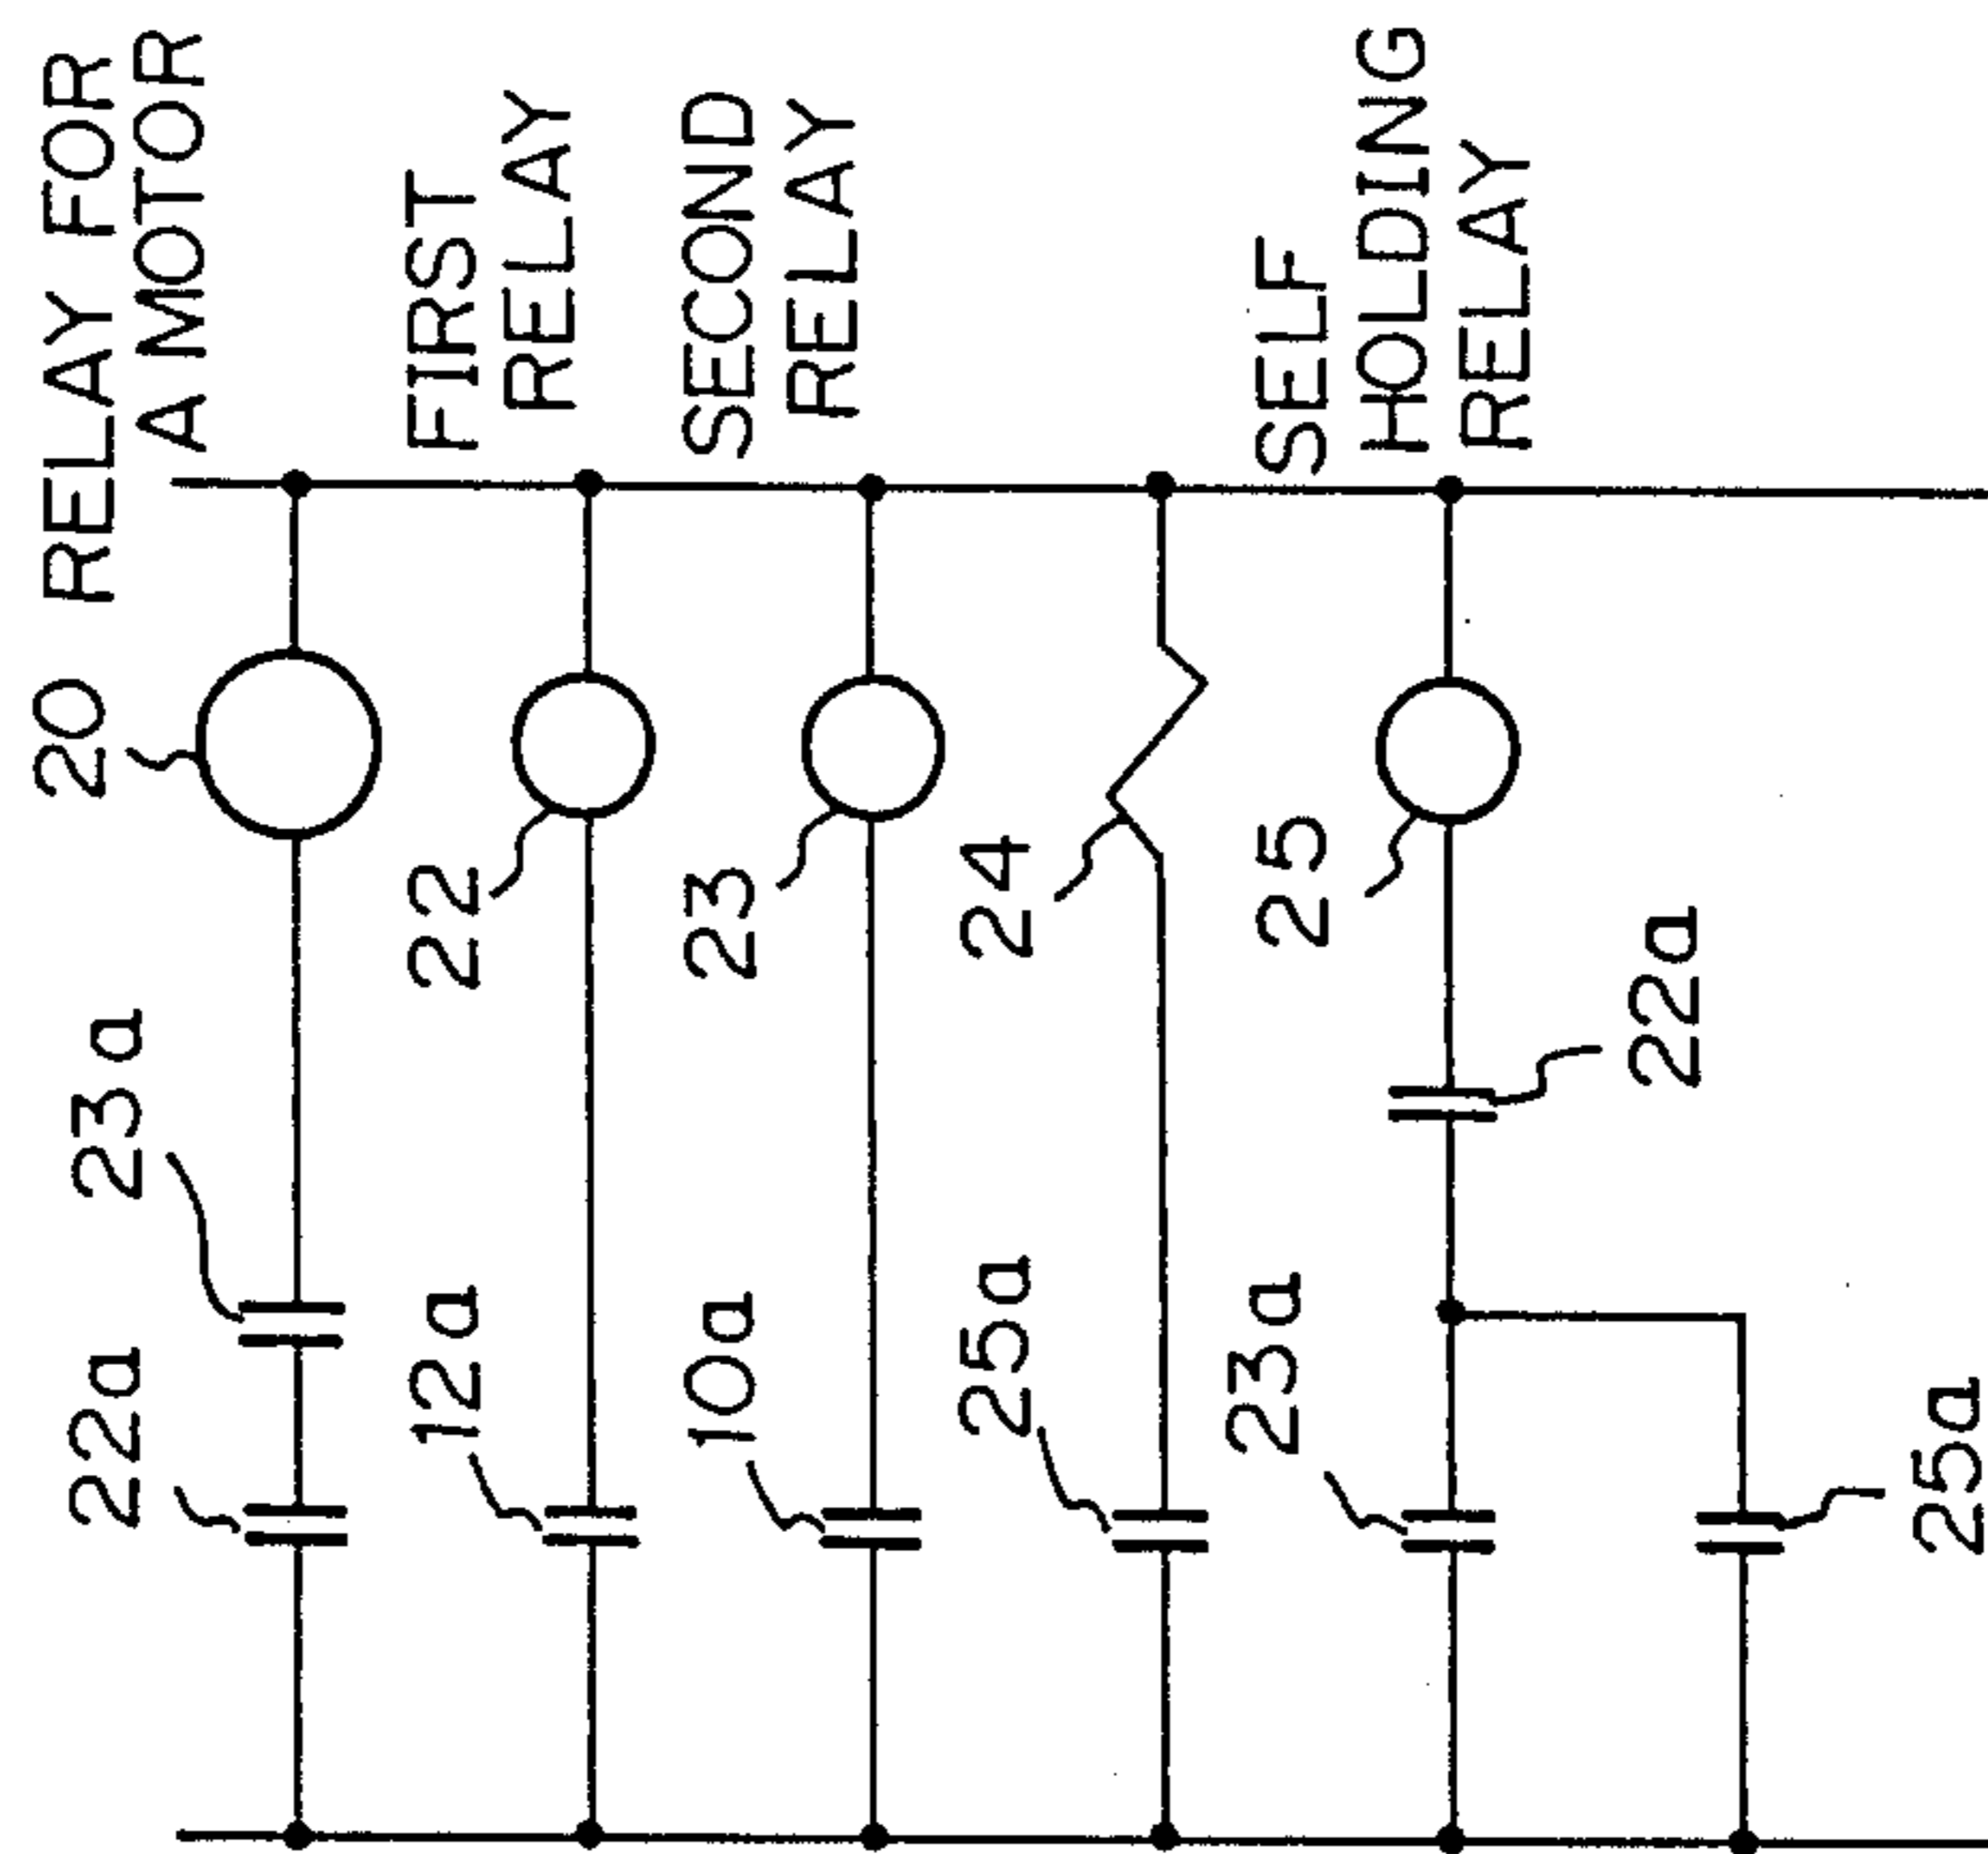 22a
23a
20
RELAY FOR
A MOTOR
12a
22
FIRST
RELAY
10a
23
SECOND
RELAY
25a
24
23a
25
SELF
HOLDING
RELAY
22a
25a